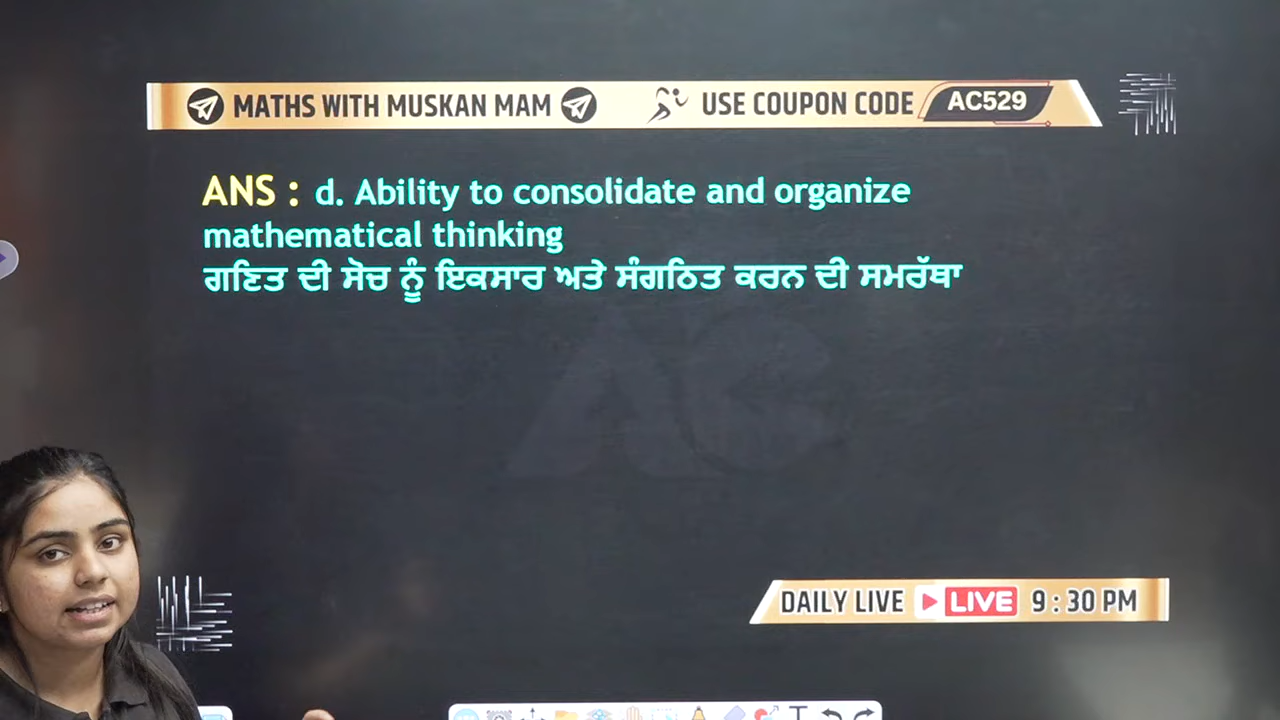 MATHS WITH MUSKAN MAM USE COUPON CODE AC529
ANS : d. Ability to consolidate and organize
mathematical thinking
ਗਣਿਤ ਦੀ ਸੋਚ ਨੂੰ ਇਕਸਾਰ ਅਤੇ ਸੰਗਠਿਤ ਕਰਨ ਦੀ ਸਮਰੱਥਾ
AC
DAILY LIVE LIVE 9 : 30 PM
T